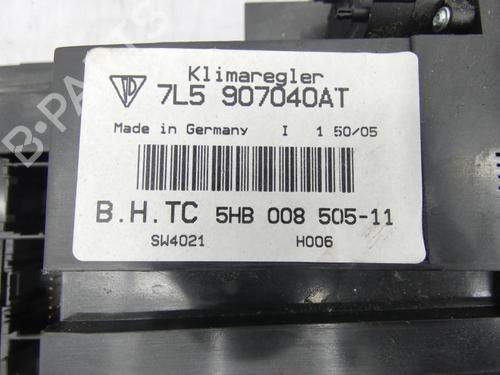 Klimaregler
7L5 907040AT
Made in Germany I 1 50/05
B.H.TC 5HB 008 505-11
SW4021 H006
B-PARTS